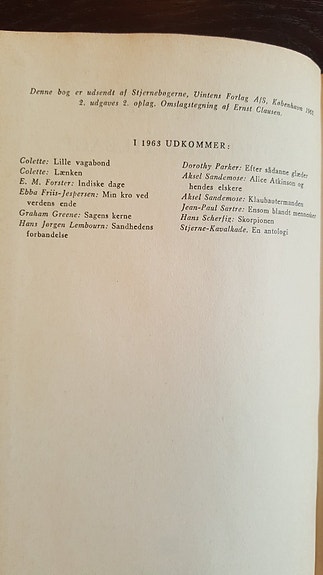 Denne bog er udsendt af Stjernebøgerne, Vintens Forlag A/S, København 1963
2. udgaves 2. oplag. Omslagstegning af Ernst Clausen.
I 1963 UDKOMMER:
Colette: Lille vagabond
Colette: Lænken
E. M. Forster: Indiske dage
Ebba Friis-Jespersen: Min kro ved
verdens ende
Graham Greene: Sagens kerne
Hans Jørgen Lembourn: Sandhedens
forbandelse
Dorothy Parker: Efter sådanne glæder
Aksel Sandemose: Alice Atkinson og
hendes elskere
Aksel Sandemose: Klaubautermanden
Jean-Paul Sartre: Ensom blandt mennesker
Hans Scherfig: Skorpionen
Stjerne-Kavalkade. En antologi